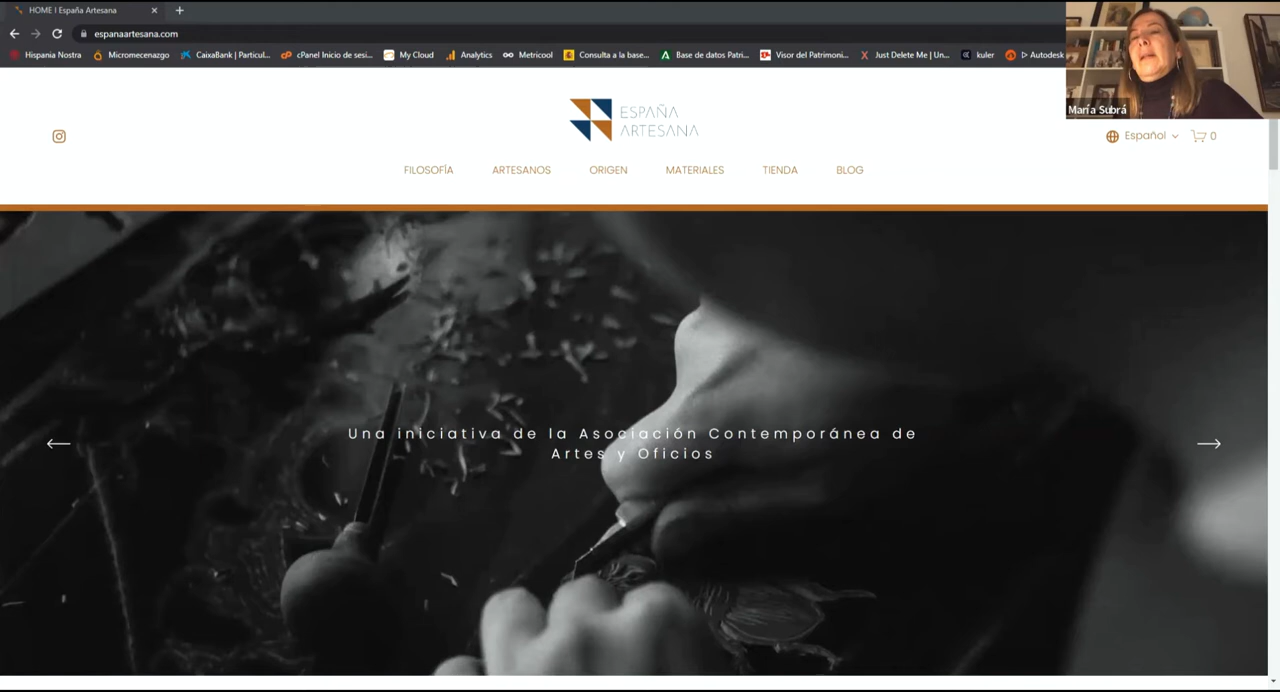 HOME | España Artesana
espanaartesana.com
Hispania Nostra
Micromecenazgo
CaixaBank | Particul...
cPanel Inicio de sesi...
My Cloud
Analytics
Metricool
Consulta a la base...
Base de datos Patri...
Visor del Patrimoni...
Just Delete Me | Un...
kuler
Autodesk
María Subrá
ESPAÑA
ARTESANA
Español
0
FILOSOFÍA ARTESANOS ORIGEN MATERIALES TIENDA BLOG
Una iniciativa de la Asociación Contemporánea de
Artes y Oficios